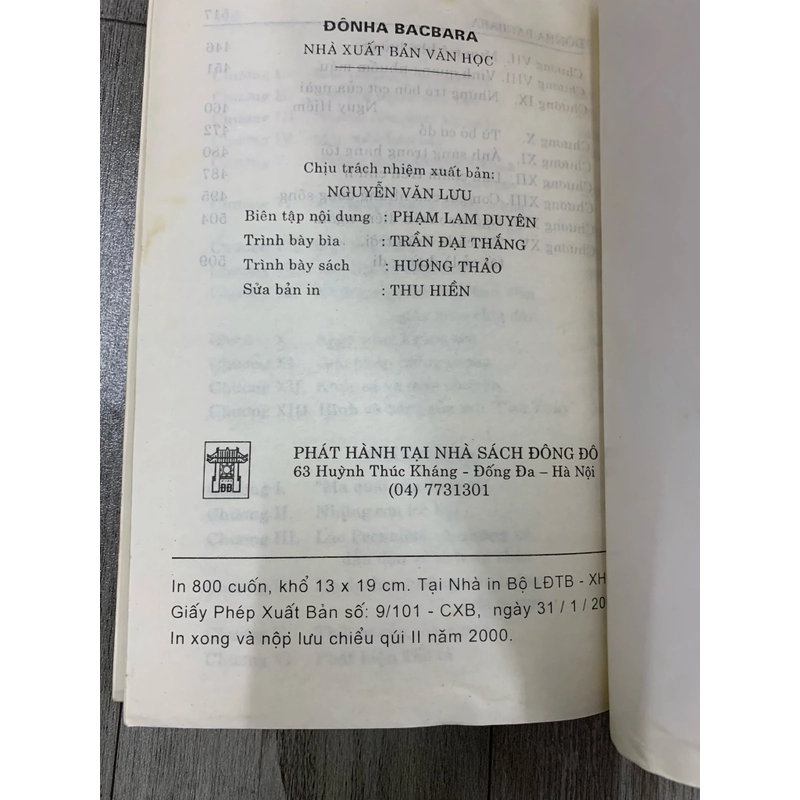 ĐÔNHA BACBARA
NHÀ XUẤT BẢN VĂN HỌC
Chịu trách nhiệm xuất bản:
NGUYỄN VĂN LƯU
Biên tập nội dung : PHẠM LAM DUYÊN
Trình bày bìa : TRẦN ĐẠI THẮNG
Trình bày sách : HƯƠNG THẢO
Sửa bản in : THU HIỀN
PHÁT HÀNH TẠI NHÀ SÁCH ĐÔNG ĐÔ
63 Huỳnh Thúc Kháng - Đống Đa – Hà Nội
(04) 7731301
In 800 cuốn, khổ 13 x 19 cm. Tại Nhà in Bộ LĐTB - XH
Giấy Phép Xuất Bản số: 9/101 - CXB, ngày 31 / 1 / 20
In xong và nộp lưu chiểu qúi II năm 2000.